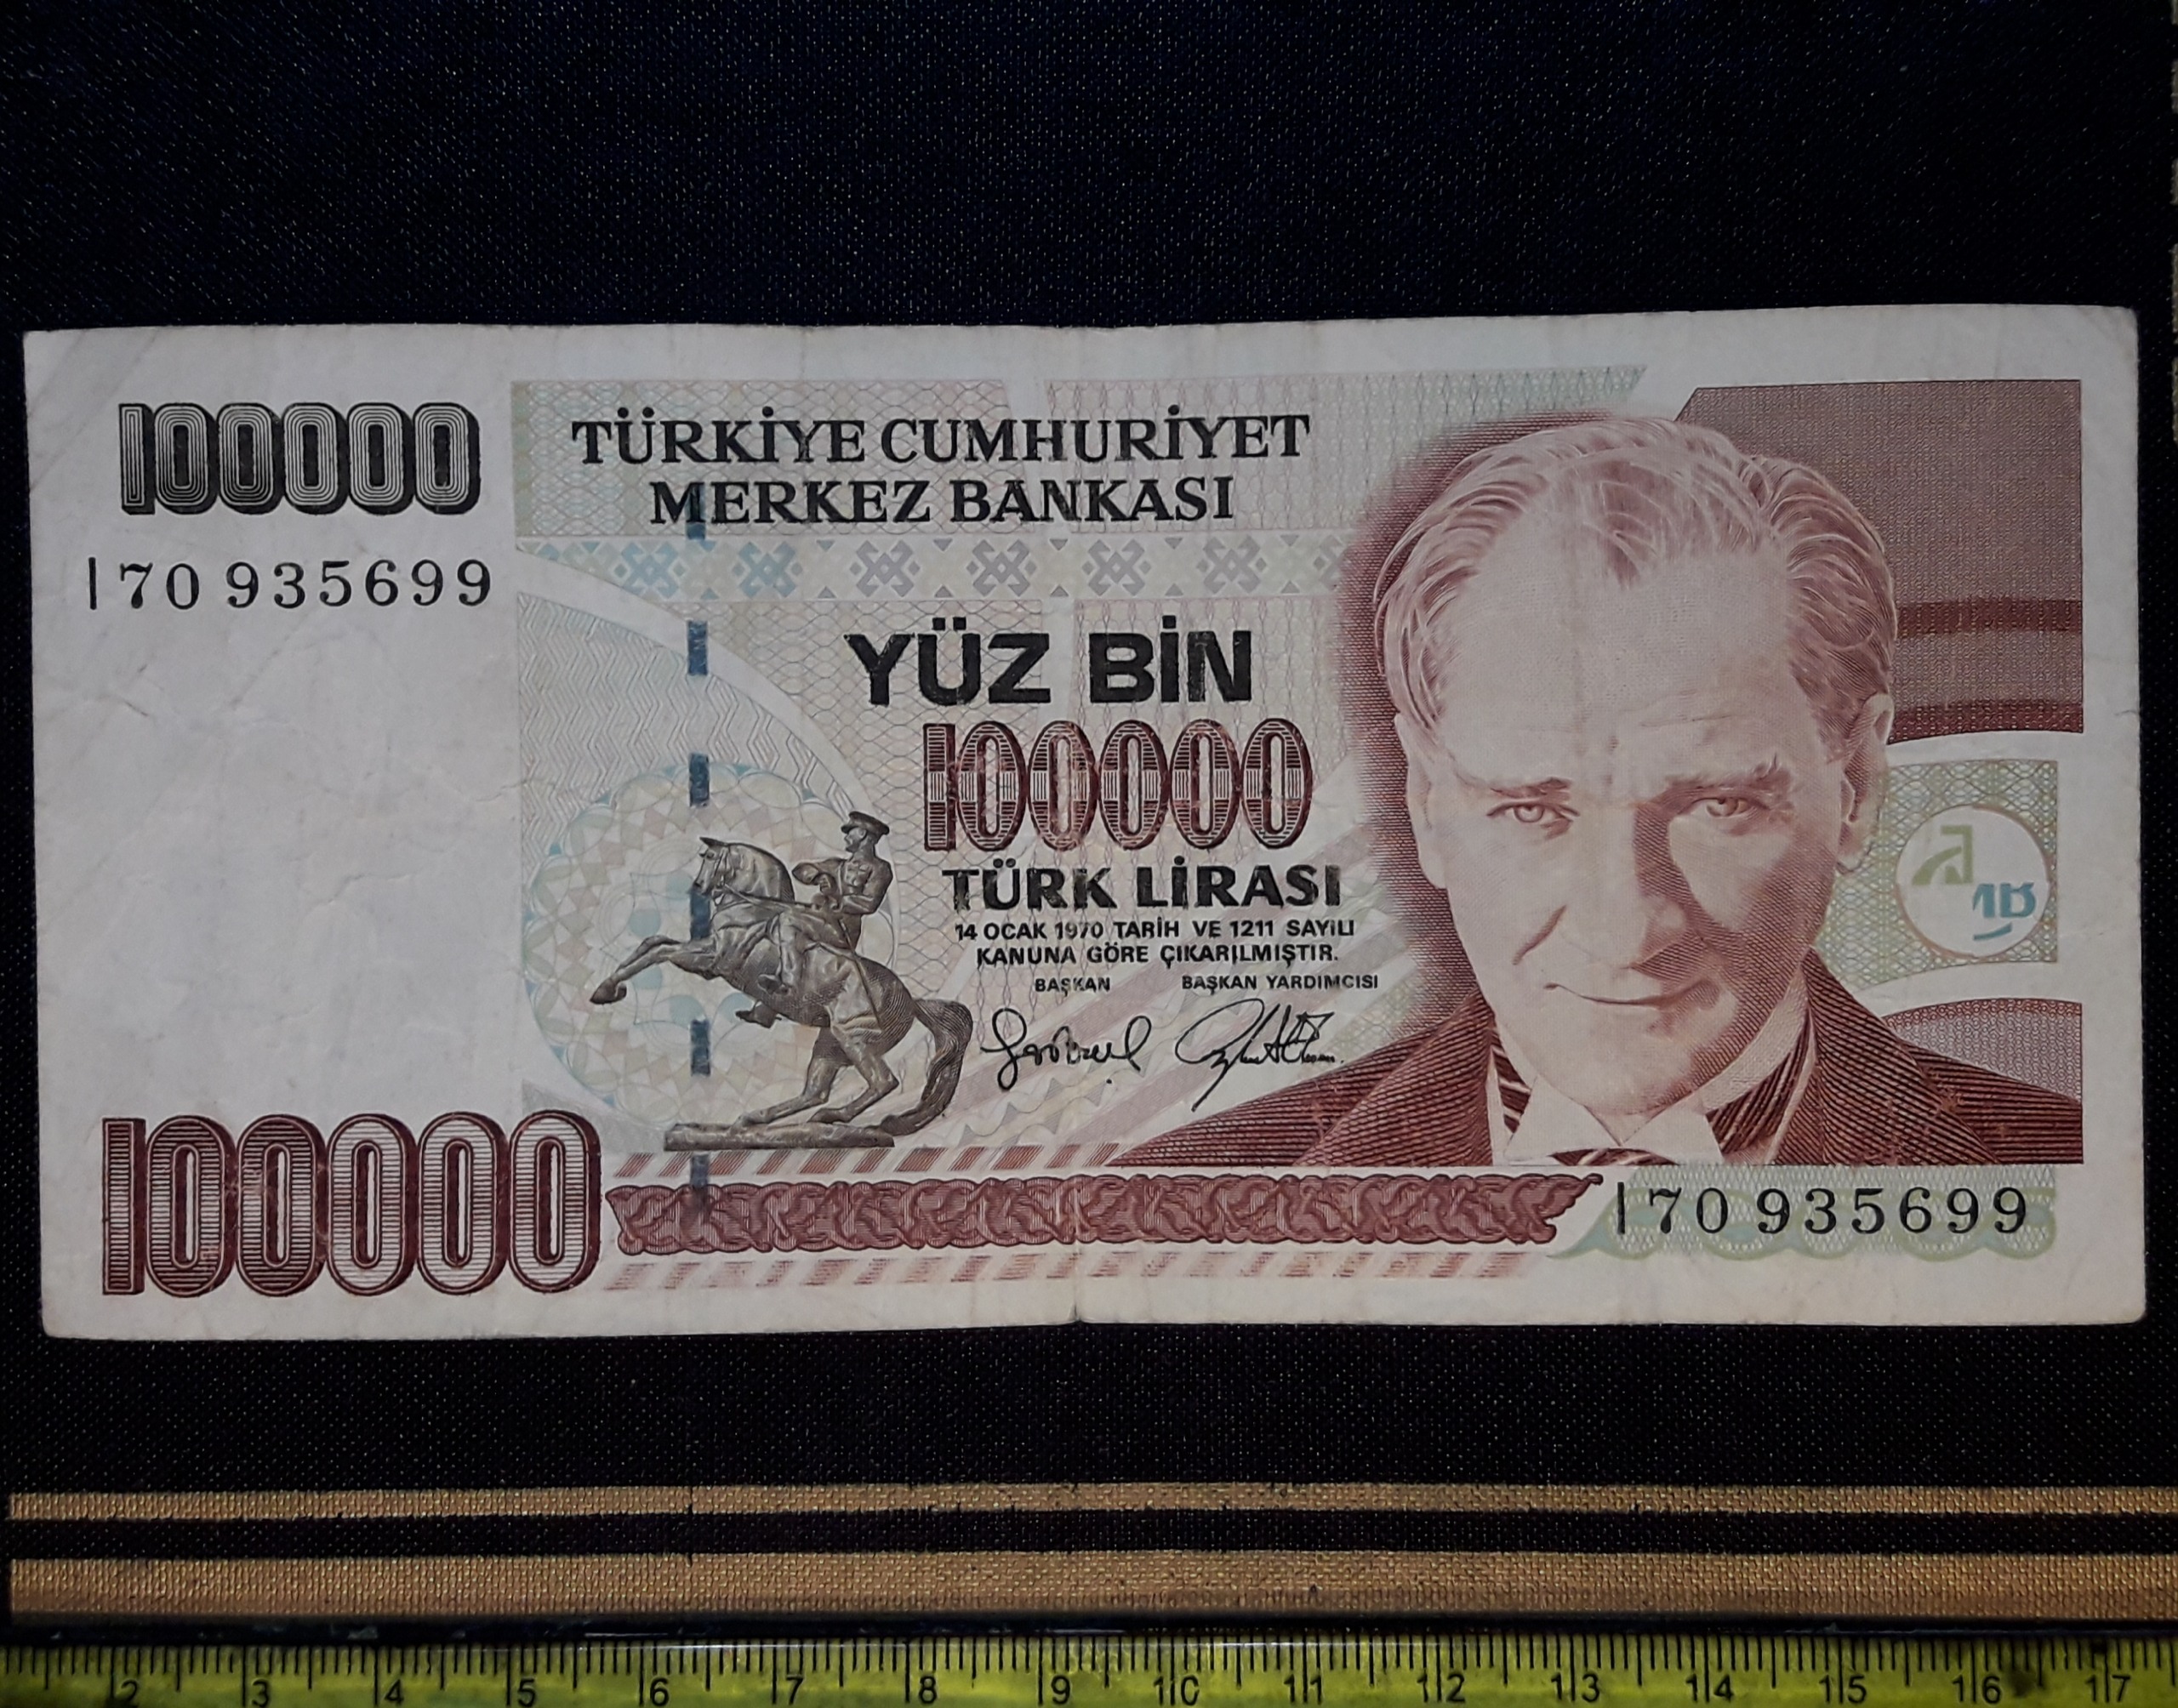 100000
TÜRKİYE CUMHURİYET
MERKEZ BANKASI
I70 935699
YÜZ BİN
100000
TÜRK LİRASI
14 OCAK 1970 TARİH VE 1211 SAYILI
KANUNA GÖRE ÇIKARILMIŞTIR.
BAŞKAN BAŞKAN YARDIMCISI
100000
I70 935699
2 3 4 5 6 7 8 9 10 11 12 13 14 15 16 17